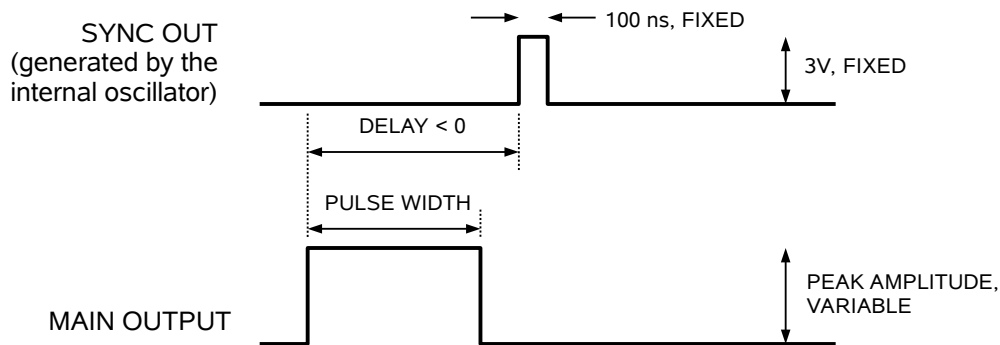 100 ns, FIXED
SYNC OUT
(generated by the
internal oscillator)
3V, FIXED
DELAY < 0
PULSE WIDTH
PEAK AMPLITUDE,
VARIABLE
MAIN OUTPUT